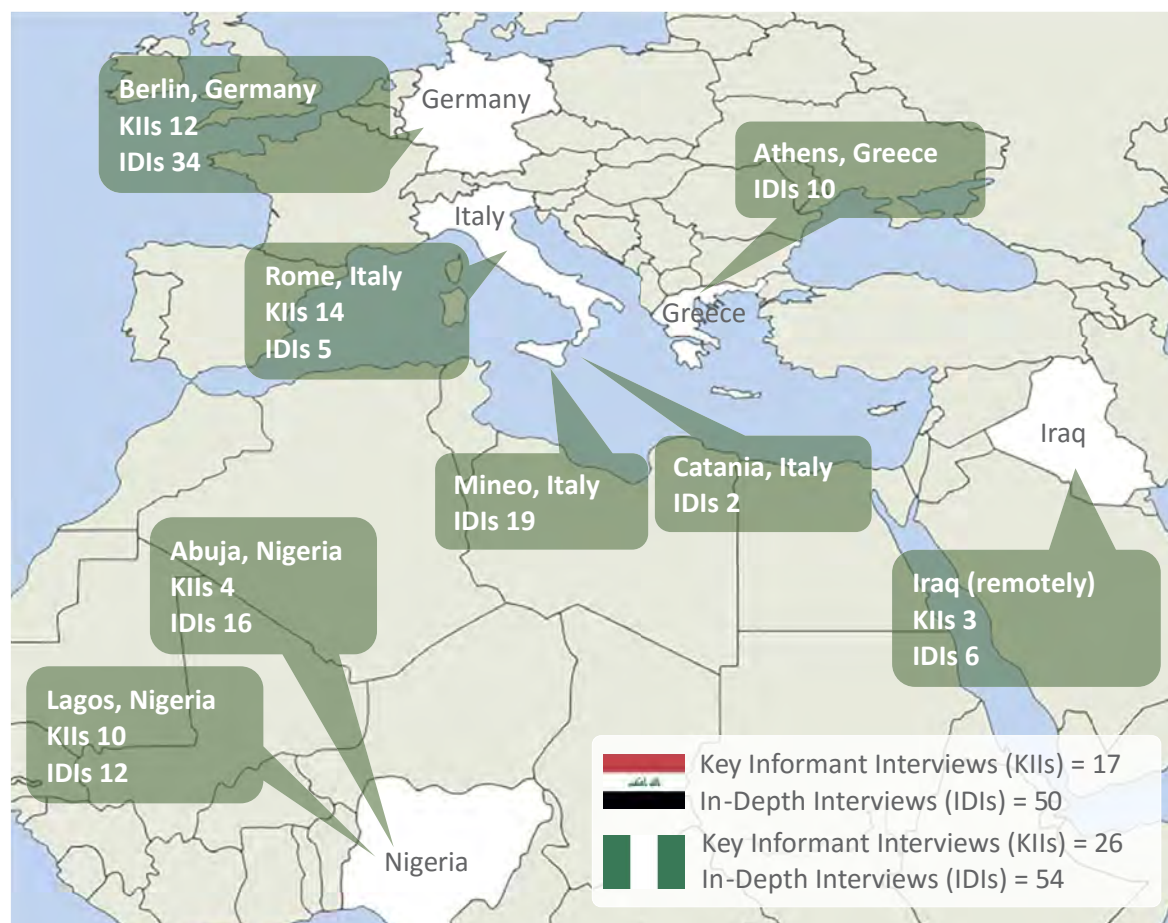 Berlin, Germany
KIIs 12
IDIs 34
Germany
Athens, Greece
IDIs 10
Italy
Rome, Italy
KIIs 14
IDIs 5
Greece
Iraq
Mineo, Italy
IDIs 19
Catania, Italy
IDIs 2
Abuja, Nigeria
KIIs 4
IDIs 16
Iraq (remotely)
KIIs 3
IDIs 6
Lagos, Nigeria
KIIs 10
IDIs 12
Nigeria
Key Informant Interviews (KIIs) = 17
In-Depth Interviews (IDIs) = 50
Key Informant Interviews (KIIs) = 26
In-Depth Interviews (IDIs) = 54